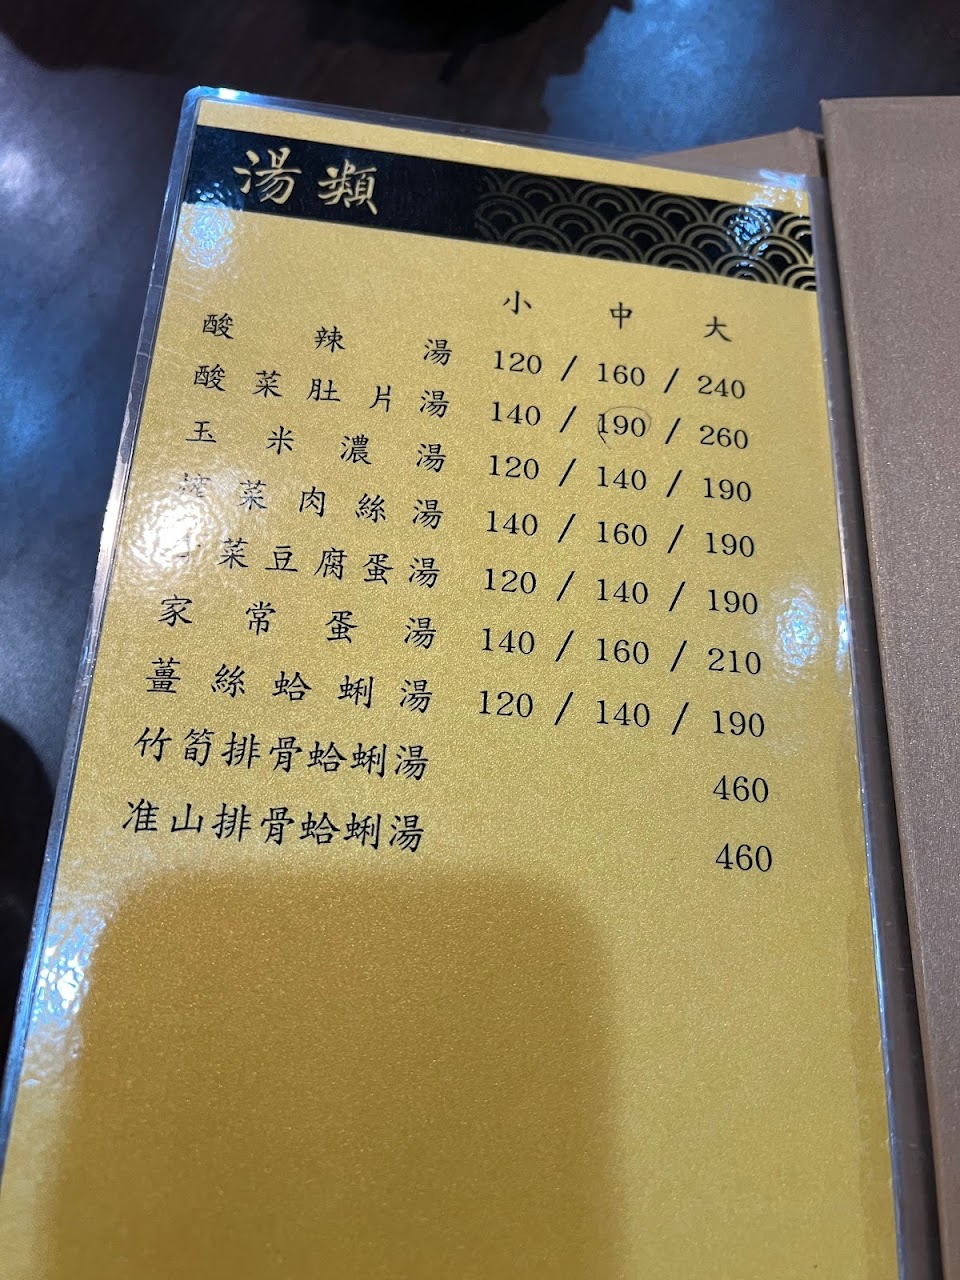 湯類
小 中 大
酸辣湯 120 / 160 / 240
酸菜肚片湯 140 / 190 / 260
玉米濃湯 120 / 140 / 190
榨菜肉絲湯 140 / 160 / 190
菜豆腐蛋湯 120 / 140 / 190
家常蛋湯 140 / 160 / 210
薑絲蛤蜊湯 120 / 140 / 190
竹筍排骨蛤蜊湯 460
准山排骨蛤蜊湯 460